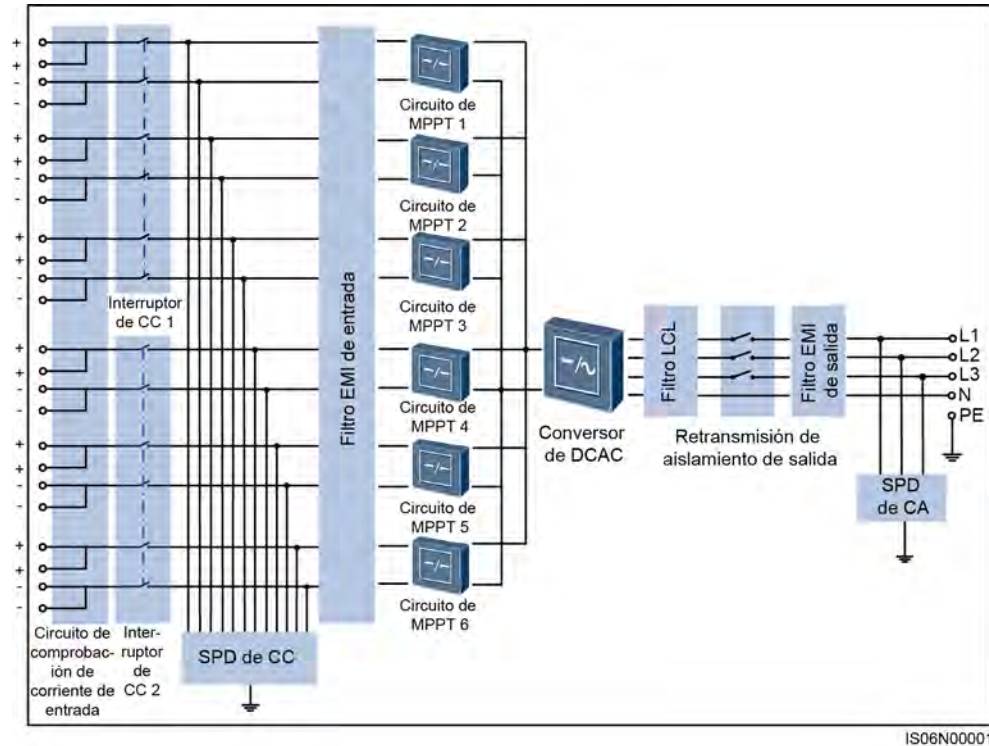 +
+
-
-
+
+
-
-
+
+
-
-
Interruptor
de CC 1
+
+
-
-
+
+
-
-
+
+
-
-
Circuito de
comprobac-
ión de
corriente de
entrada
Inter-
ruptor
de
CC 2
SPD de CC
Filtro EMI de entrada
Circuito de
MPPT 1
Circuito de
MPPT 2
Circuito de
MPPT 3
Circuito de
MPPT 4
Circuito de
MPPT 5
Circuito de
MPPT 6
Conversor
de DCAC
Filtro LCL
Retransmisión de
aislamiento de salida
Filtro EMI
de salida
L1
L2
L3
N
PE
SPD
de CA
IS06N00001